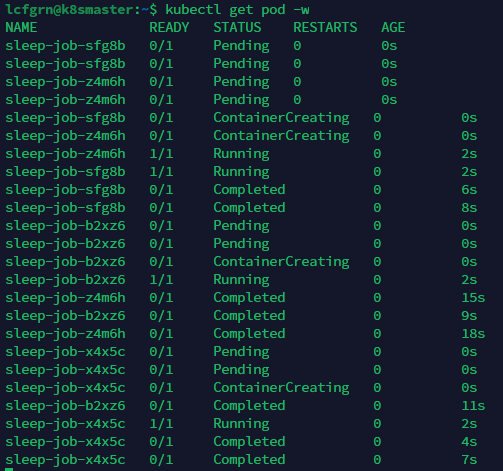 lcfgrn@k8smaster:~$ kubectl get pod -w
NAME READY STATUS RESTARTS AGE
sleep-job-sfg8b 0/1 Pending 0 0s
sleep-job-sfg8b 0/1 Pending 0 0s
sleep-job-z4m6h 0/1 Pending 0 0s
sleep-job-z4m6h 0/1 Pending 0 0s
sleep-job-sfg8b 0/1 ContainerCreating 0 0s
sleep-job-z4m6h 0/1 ContainerCreating 0 0s
sleep-job-z4m6h 1/1 Running 0 2s
sleep-job-sfg8b 1/1 Running 0 2s
sleep-job-sfg8b 0/1 Completed 0 6s
sleep-job-sfg8b 0/1 Completed 0 8s
sleep-job-b2xz6 0/1 Pending 0 0s
sleep-job-b2xz6 0/1 Pending 0 0s
sleep-job-b2xz6 0/1 ContainerCreating 0 0s
sleep-job-b2xz6 1/1 Running 0 2s
sleep-job-z4m6h 0/1 Completed 0 15s
sleep-job-b2xz6 0/1 Completed 0 9s
sleep-job-z4m6h 0/1 Completed 0 18s
sleep-job-x4x5c 0/1 Pending 0 0s
sleep-job-x4x5c 0/1 Pending 0 0s
sleep-job-x4x5c 0/1 ContainerCreating 0 0s
sleep-job-b2xz6 0/1 Completed 0 11s
sleep-job-x4x5c 1/1 Running 0 2s
sleep-job-x4x5c 0/1 Completed 0 4s
sleep-job-x4x5c 0/1 Completed 0 7s